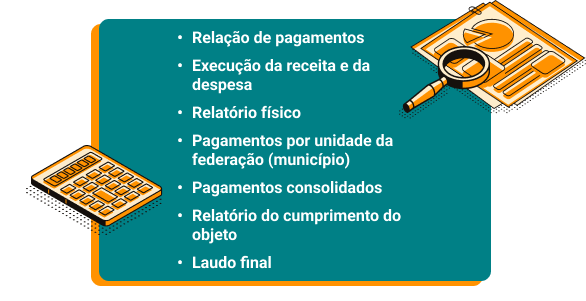 • Relação de pagamentos
• Execução da receita e da
despesa
• Relatório físico
• Pagamentos por unidade da
federação (município)
• Pagamentos consolidados
• Relatório do cumprimento do
objeto
• Laudo final